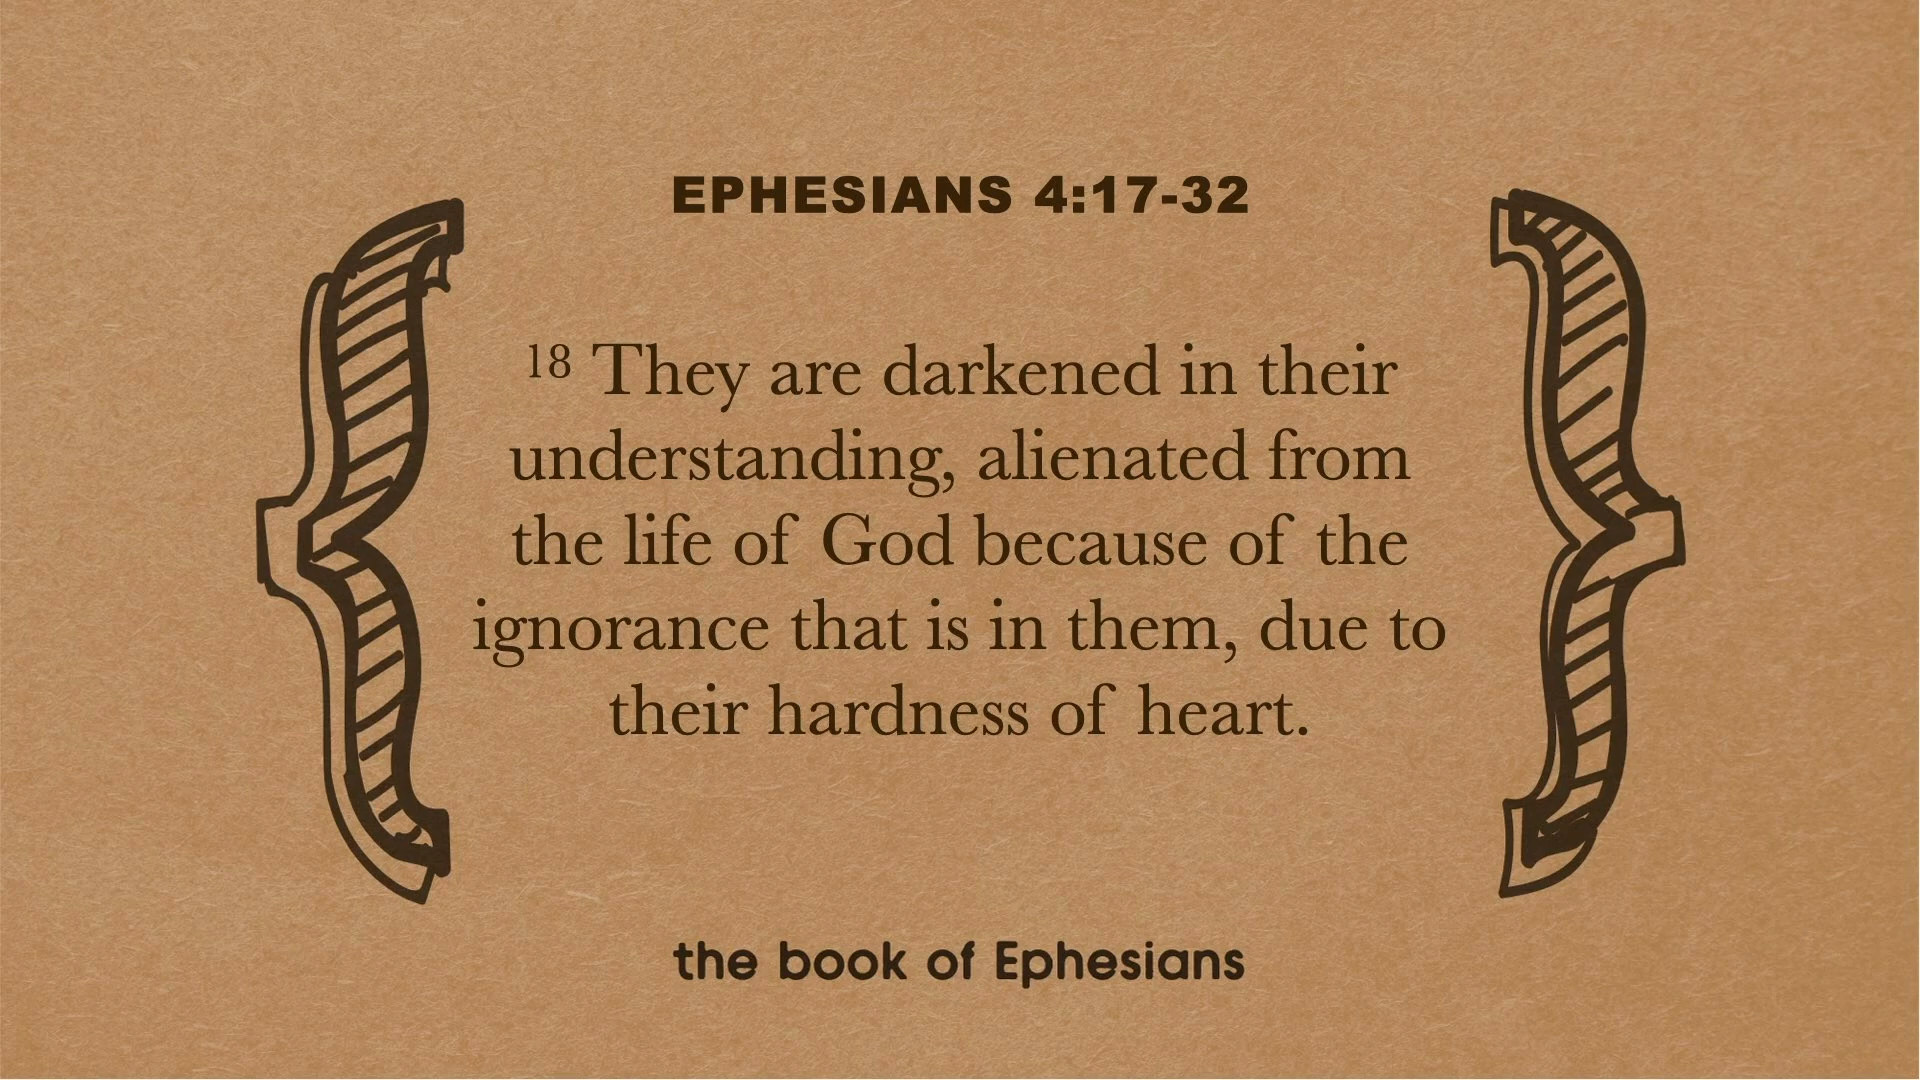 EPHESIANS 4:17-32
18 They are darkened in their
understanding, alienated from
the life of God because of the
ignorance that is in them, due to
their hardness of heart.
the book of Ephesians